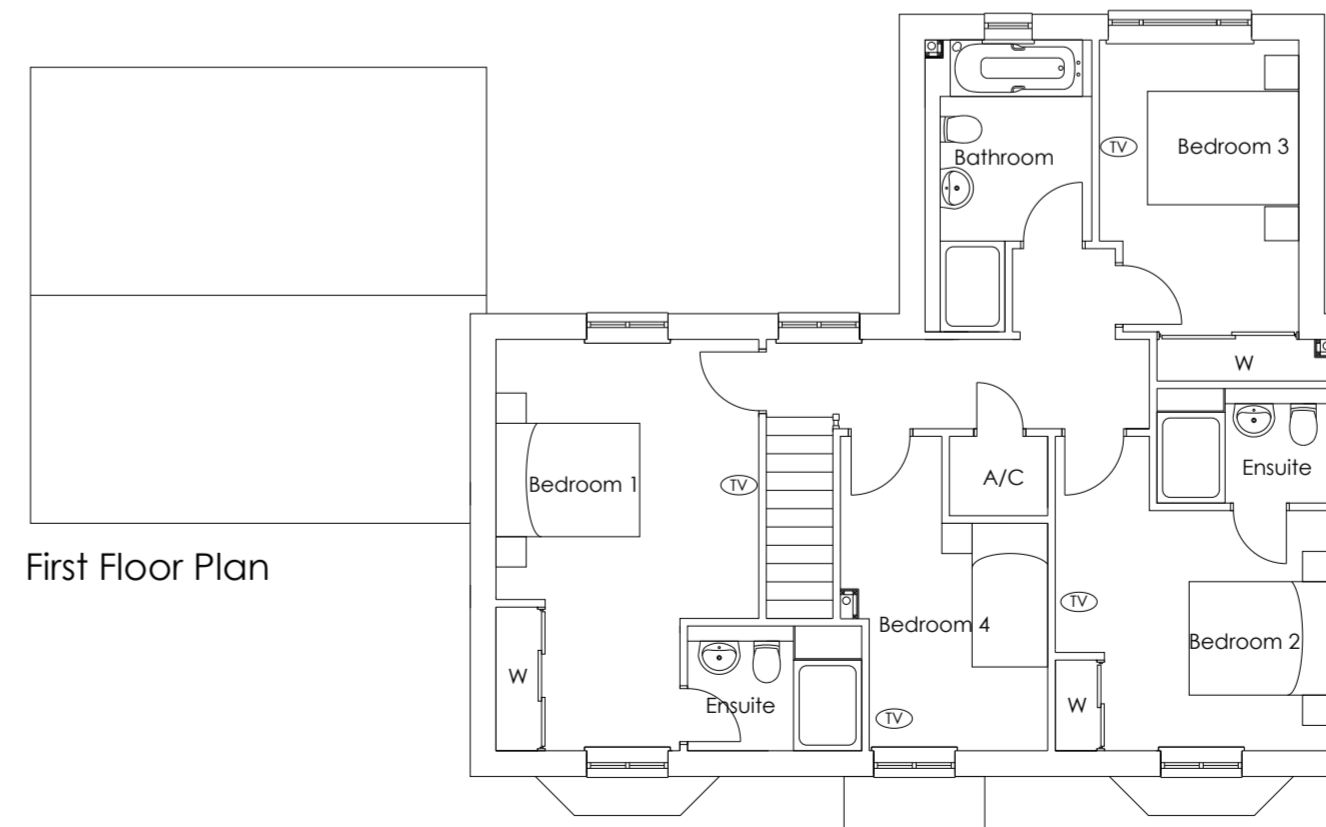 Bathroom
TV
Bedroom 3
W
Bedroom 1
TV
A/C
Ensuite
First Floor Plan
TV
Bedroom 4
Bedroom 2
W
Ensuite
W
TV